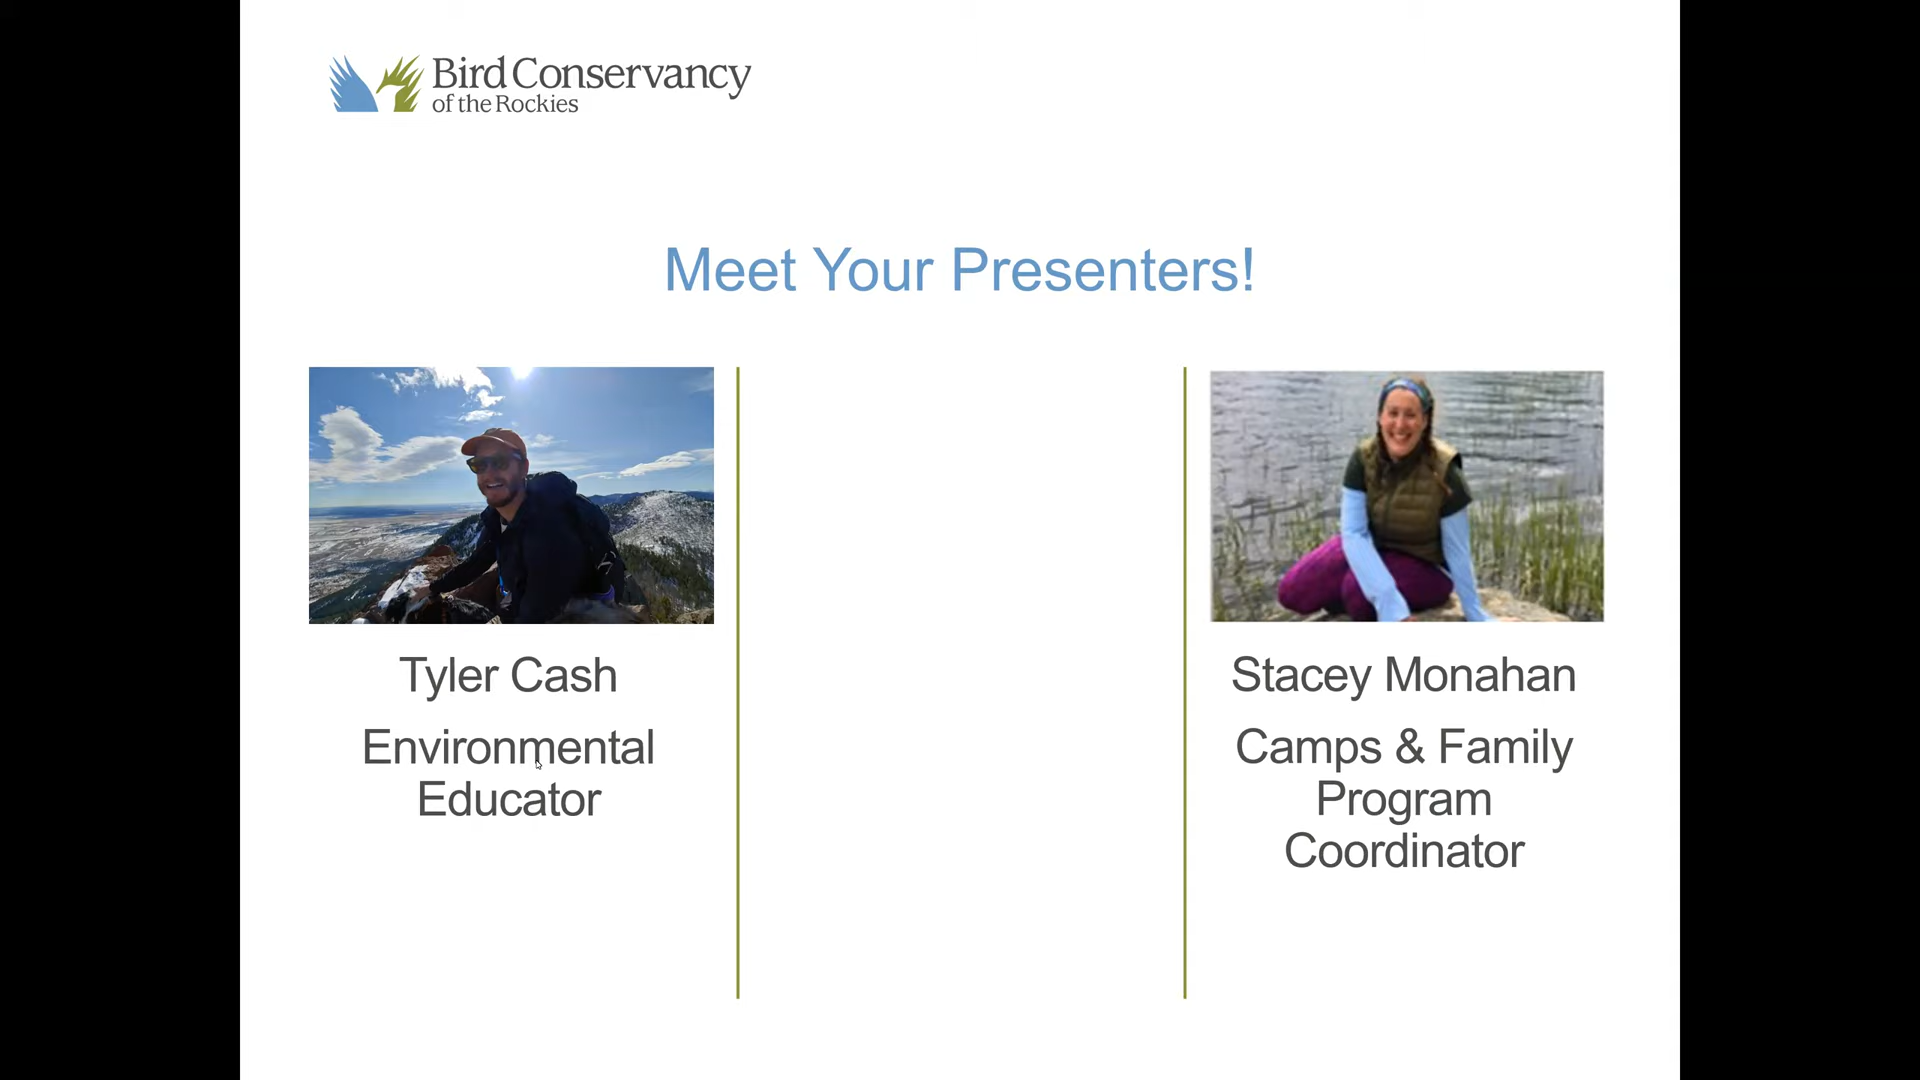 Bird Conservancy
of the Rockies
Meet Your Presenters!
Tyler Cash
Environmental
Educator
Stacey Monahan
Camps & Family
Program
Coordinator